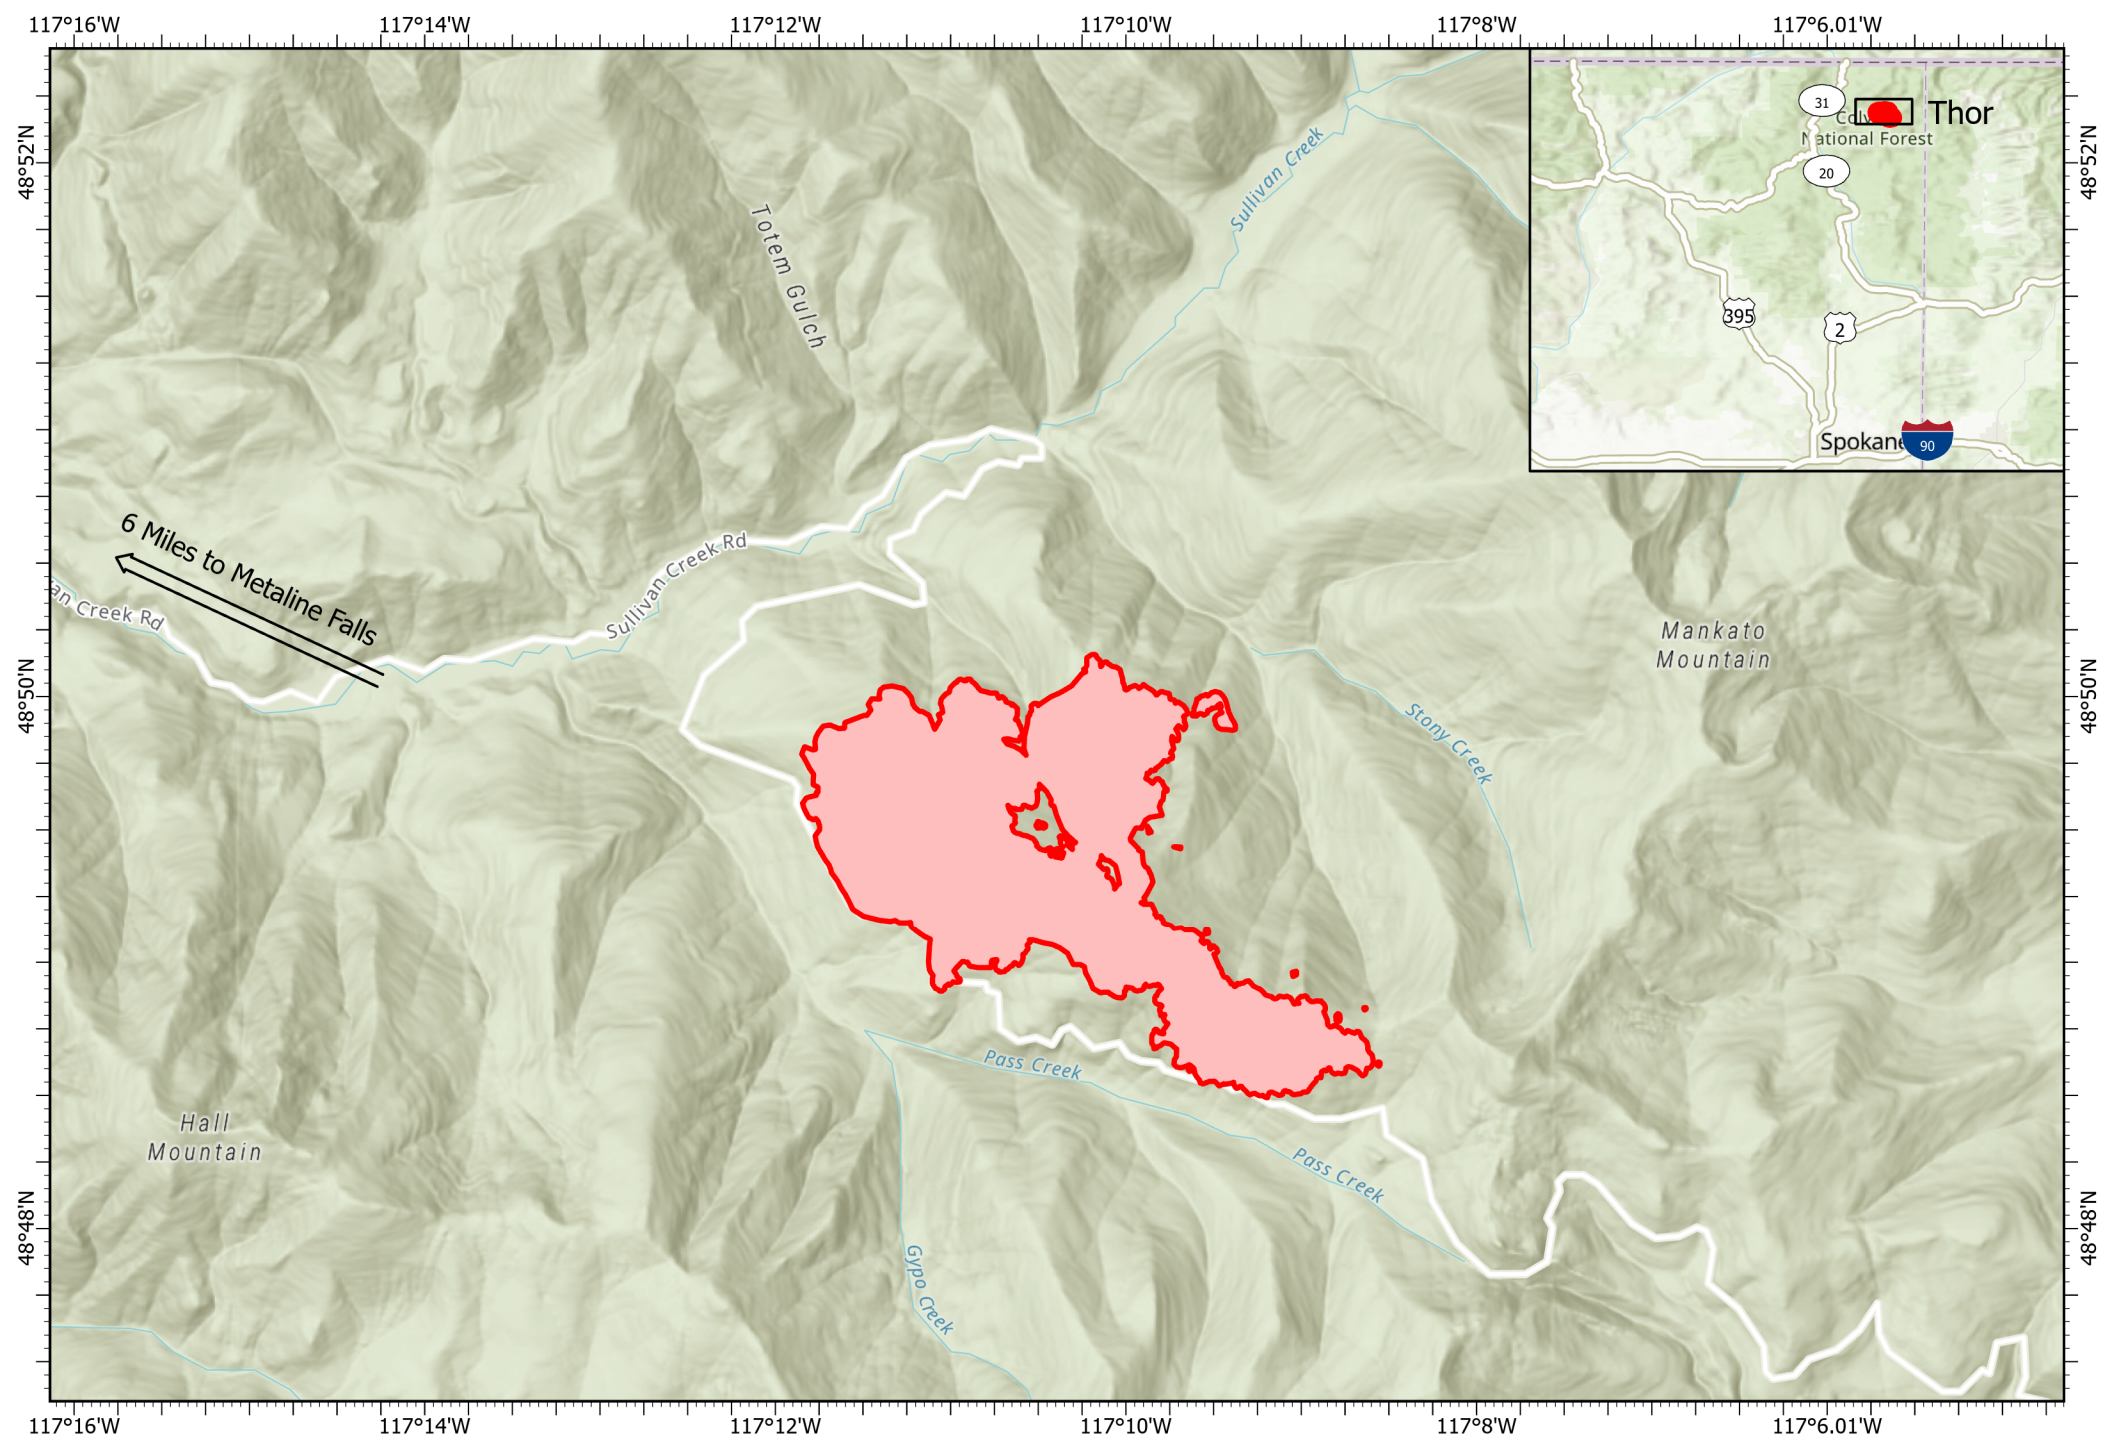 117°16'W
117°14'W
117°12'W
117°10'W
117°8'W
117°6.01'W
48°52'N
48°52'N
31
Thor
National Forest
20
Sullivan Creek
Totem Gulch
395
2
Spokane
90
6 Miles to Metaline Falls
an Creek Rd
Sullivan Creek Rd
Mankato
Mountain
48°50'N
48°50'N
Stony Creek
Pass Creek
Hall
Mountain
Pass Creek
48°48'N
48°48'N
Gypo Creek
117°16'W
117°14'W
117°12'W
117°10'W
117°8'W
117°6.01'W